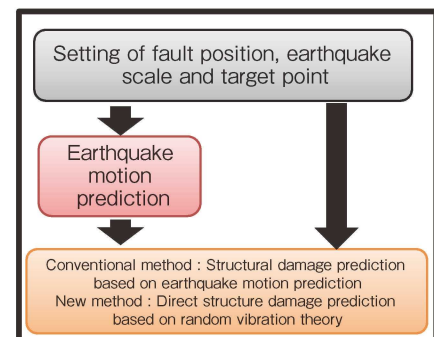 Setting of fault position, earthquake
scale and target point
Earthquake
motion
prediction
Conventional method : Structural damage prediction
based on earthquake motion prediction
New method : Direct structure damage prediction
based on random vibration theory